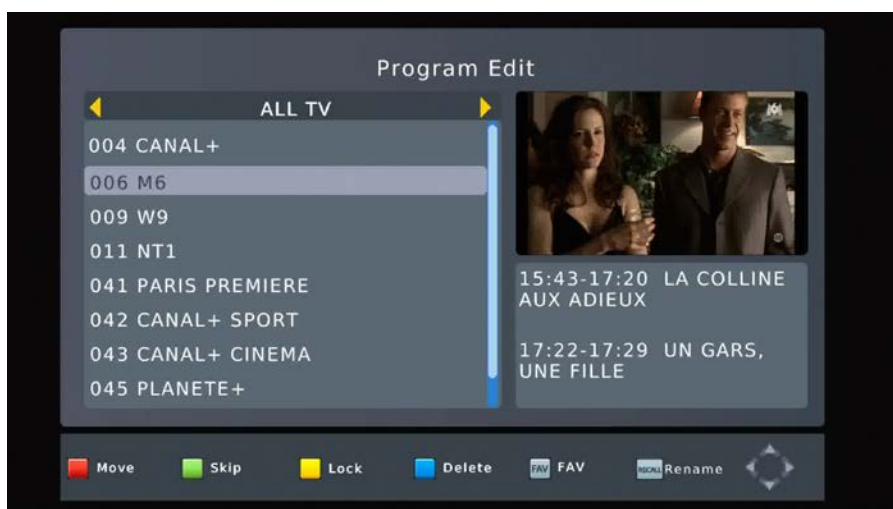 Program Edit
ALL TV
004 CANAL+
006 M6
009 W9
011 NT1
041 PARIS PREMIERE
042 CANAL+ SPORT
043 CANAL+ CINEMA
045 PLANETE+
M6
15:43-17:20 LA COLLINE
AUX ADIEUX
17:22-17:29 UN GARS,
UNE FILLE
Move Skip Lock Delete FAV FAV RECALL Rename